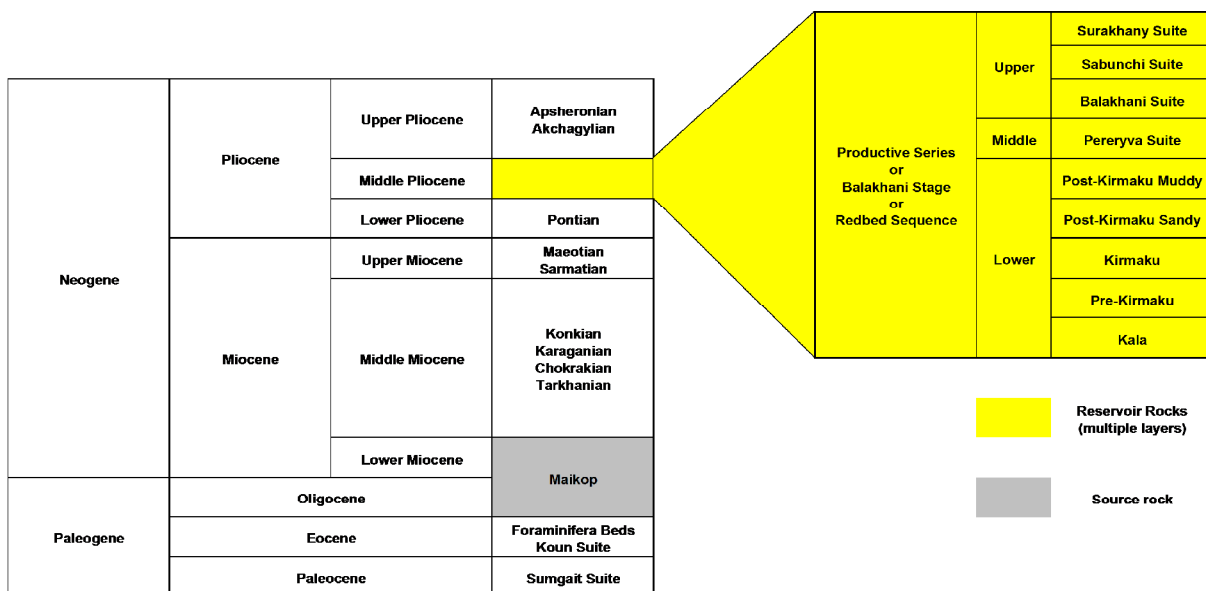 Neogene
Paleogene
Pliocene
Miocene
Oligocene
Eocene
Paleocene
Upper Pliocene
Middle Pliocene
Lower Pliocene
Upper Miocene
Middle Miocene
Lower Miocene
Apsheronian
Akchagylian
Pontian
Maeotian
Sarmatian
Konkian
Karaganian
Chokrakian
Tarkhanian
Maikop
Foraminifera Beds
Koun Suite
Sumgait Suite
Productive Series
or
Balakhani Stage
or
Redbed Sequence
Upper
Middle
Lower
Surakhany Suite
Sabunchi Suite
Balakhani Suite
Pereryva Suite
Post-Kirmaku Muddy
Post-Kirmaku Sandy
Kirmaku
Pre-Kirmaku
Kala
Reservoir Rocks
(multiple layers)
Source rock